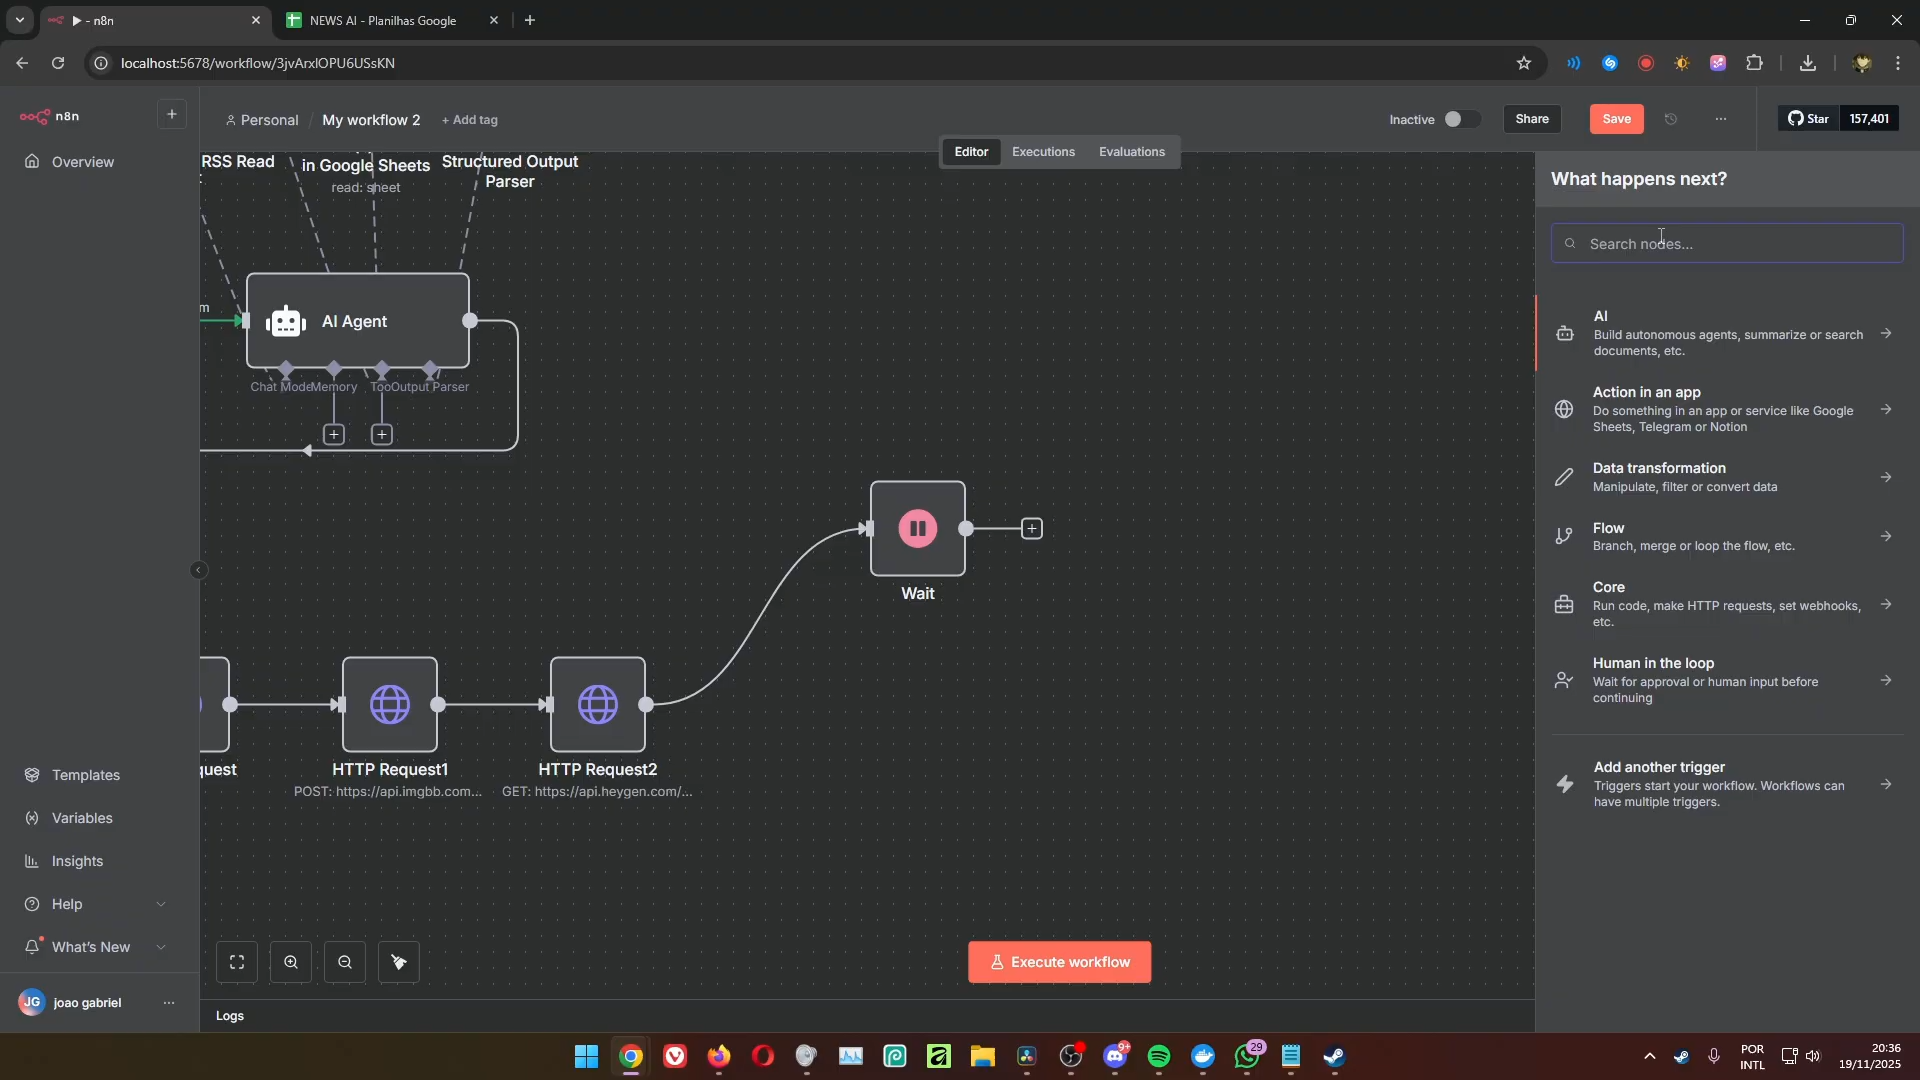 ▶ - n8n
NEWS AI - Planilhas Google
localhost:5678/workflow/3jvArxlOPU6USsKN
n8n
Personal / My workflow 2 + Add tag
Inactive
Share
Save
Star 157,401
Editor Executions Evaluations
Overview
RSS Read
in Google Sheets
read: sheet
Structured Output
Parser
What happens next?
Search nodes...
AI Agent
Chat Mode
Memory
Too
Output Parser
AI
Build autonomous agents, summarize or search
documents, etc.
Action in an app
Do something in an app or service like Google
Sheets, Telegram or Notion
Data transformation
Manipulate, filter or convert data
Flow
Branch, merge or loop the flow, etc.
Core
Run code, make HTTP requests, set webhooks,
etc.
Human in the loop
Wait for approval or human input before
continuing
Add another trigger
Triggers start your workflow. Workflows can
have multiple triggers.
Wait
quest
HTTP Request1
POST: https://api.imgbb.com...
HTTP Request2
GET: https://api.heygen.com/...
Templates
Variables
Insights
Help
What's New
JG joao gabriel
Execute workflow
Logs
9+
29
POR
INTL
20:36
19/11/2025